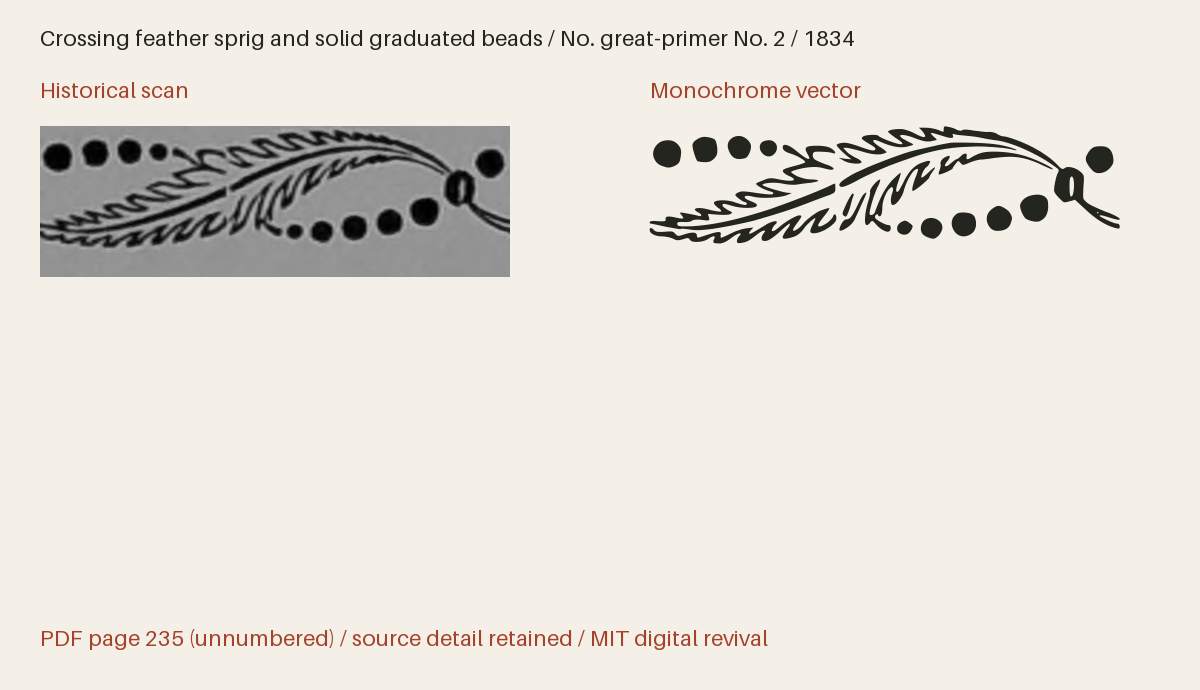 Crossing feather sprig and solid graduated beads / No. great-primer No. 2 / 1834
Historical scan
Monochrome vector
PDF page 235 (unnumbered) / source detail retained / MIT digital revival